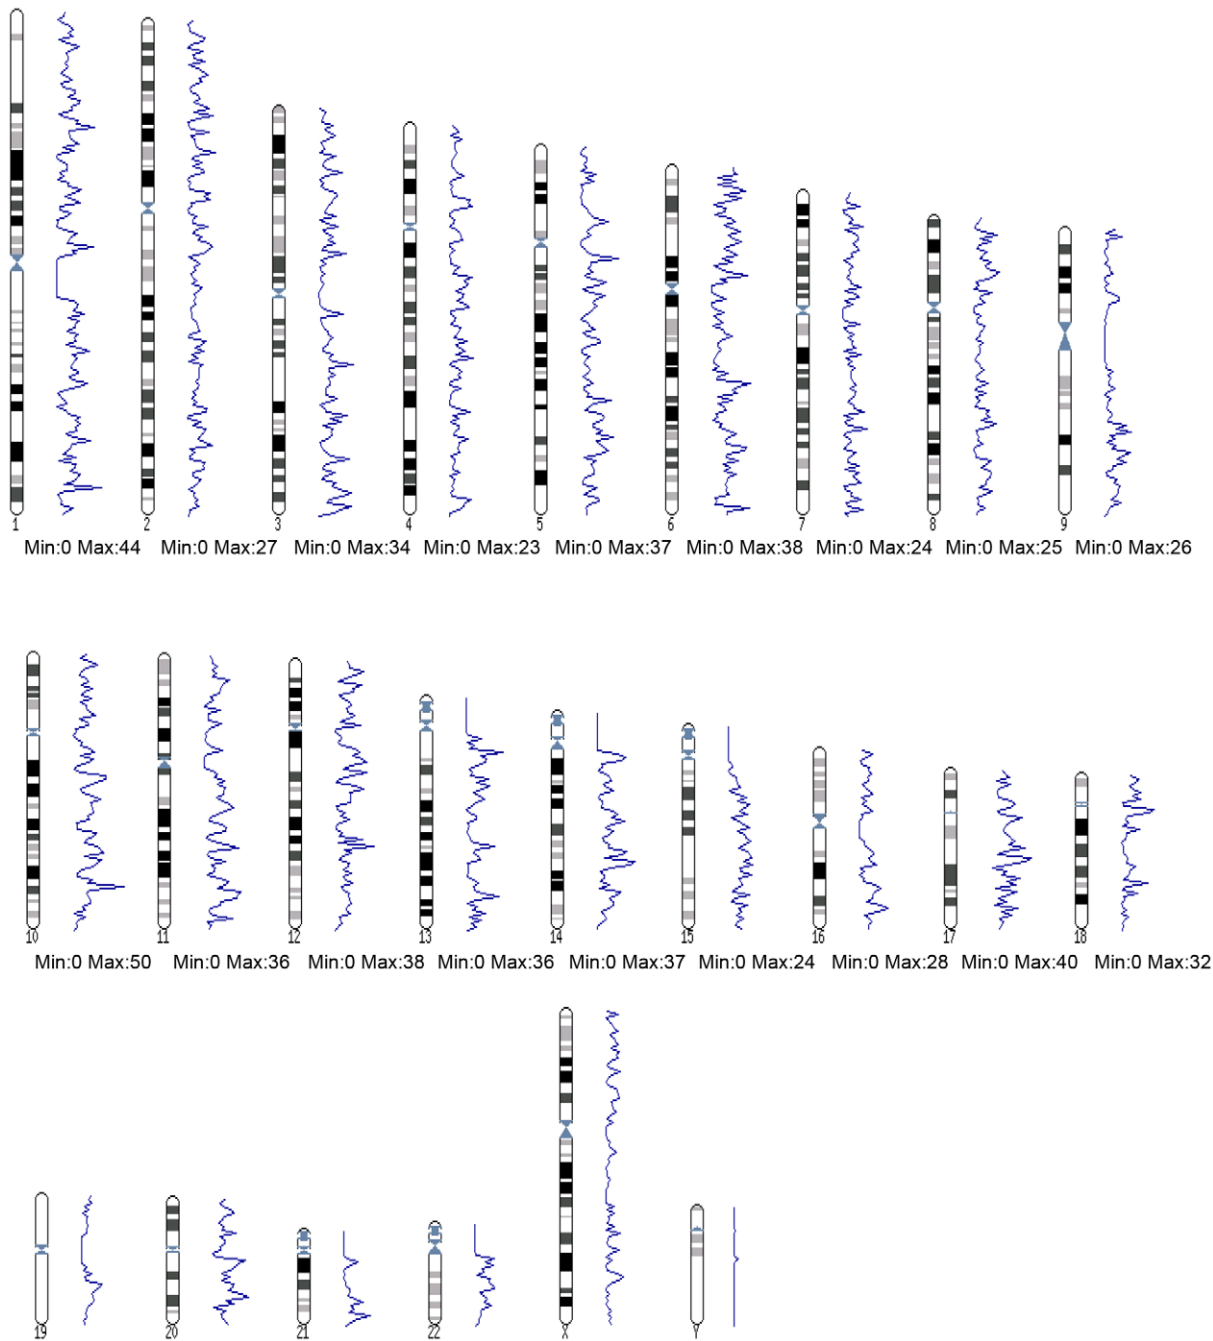 1 2 3 4 5 6 7 8 9
Min:0 Max:44 Min:0 Max:27 Min:0 Max:34 Min:0 Max:23 Min:0 Max:37 Min:0 Max:38 Min:0 Max:24 Min:0 Max:25 Min:0 Max:26
10 11 12 13 14 15 16 17 18
Min:0 Max:50 Min:0 Max:36 Min:0 Max:38 Min:0 Max:36 Min:0 Max:37 Min:0 Max:24 Min:0 Max:28 Min:0 Max:40 Min:0 Max:32
19 20 21 22 X Y